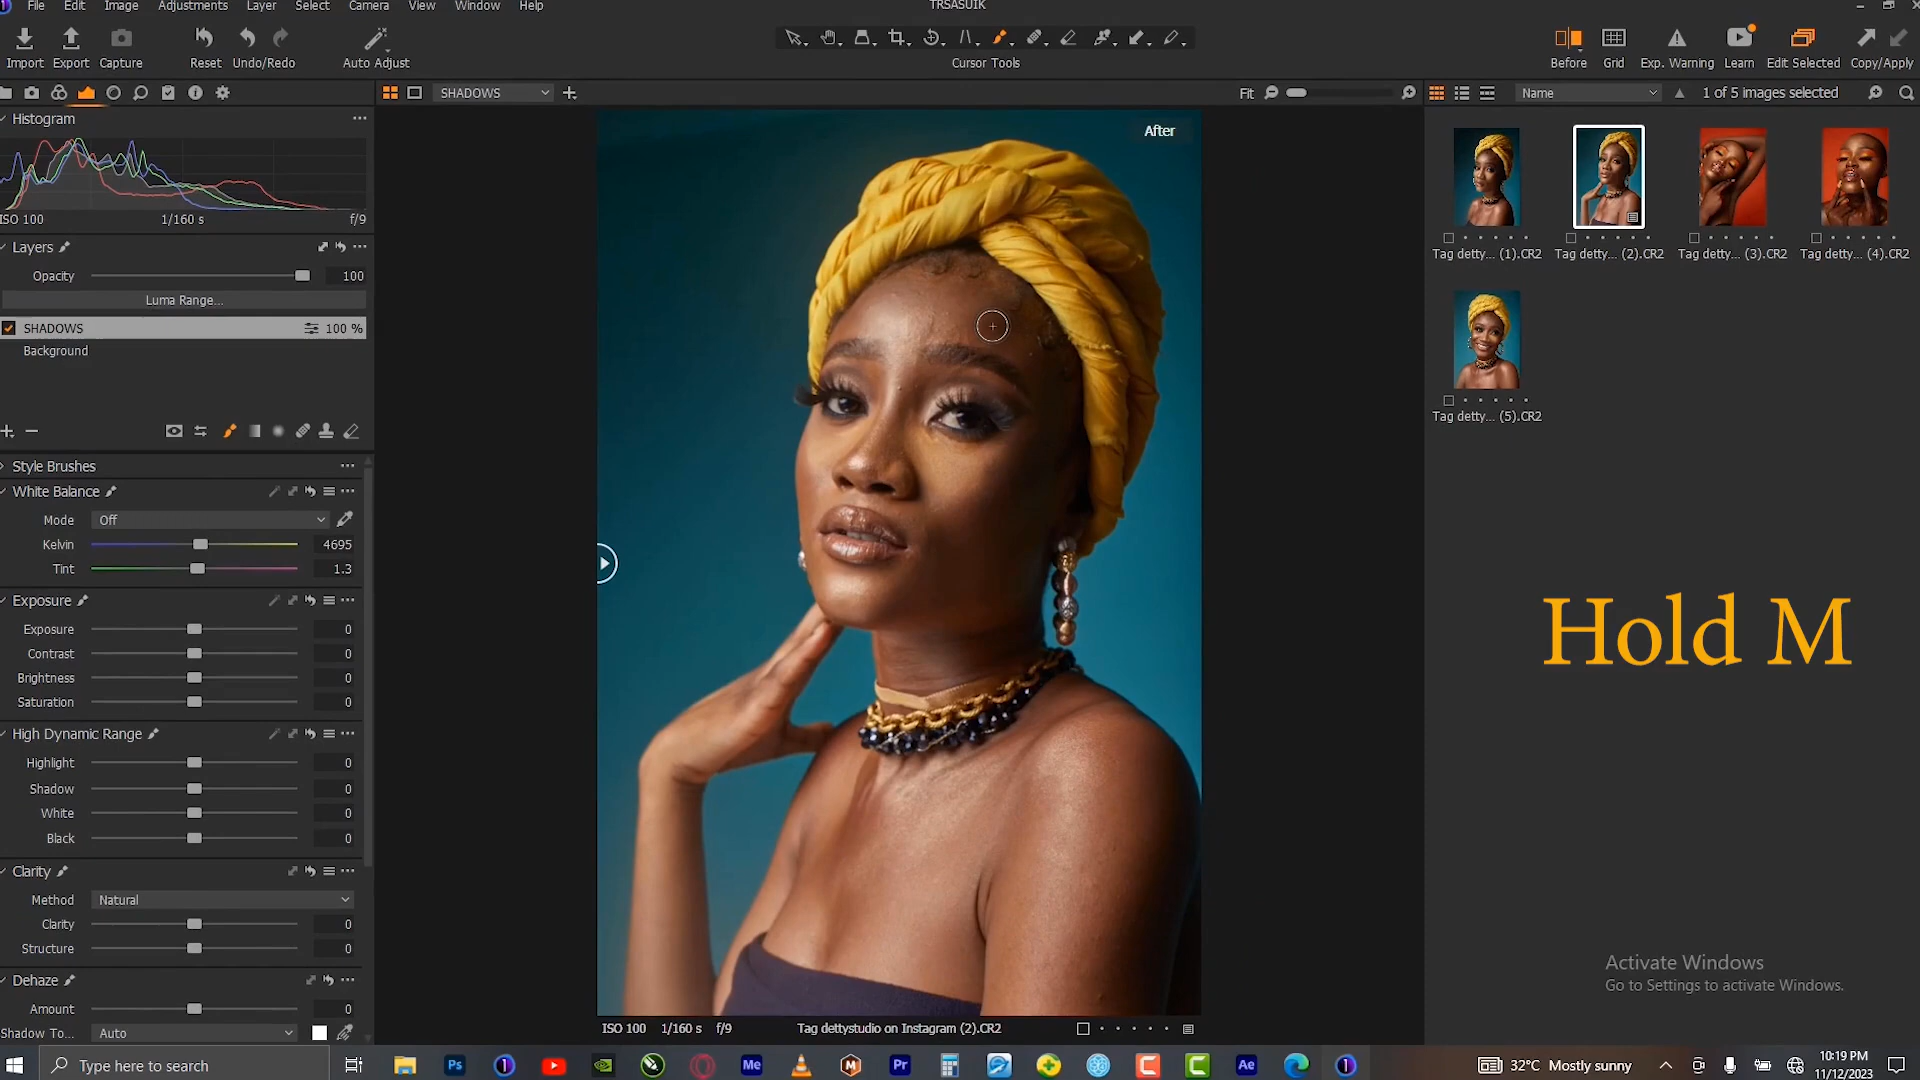 File Edit Image Adjustments Layer Select Camera View Window Help
TRSASUIK
Import Export Capture Reset Undo/Redo Auto Adjust
Cursor Tools
Before Grid Exp. Warning Learn Edit Selected Copy/Apply
SHADOWS
Fit
Name
1 of 5 images selected
Histogram
ISO 100 1/160 s f/9
Layers
Opacity 100
Luma Range...
SHADOWS 100 %
Background
Style Brushes
White Balance
Mode Off
Kelvin 4695
Tint 1.3
Exposure
Exposure 0
Contrast 0
Brightness 0
Saturation 0
High Dynamic Range
Highlight 0
Shadow 0
White 0
Black 0
Clarity
Method Natural
Clarity 0
Structure 0
Dehaze
Amount 0
Shadow To... Auto
After
ISO 100 1/160 s f/9 Tag dettystudio on Instagram (2).CR2
Tag detty... (1).CR2
Tag detty... (2).CR2
Tag detty... (3).CR2
Tag detty... (4).CR2
Tag detty... (5).CR2
Hold M
Activate Windows
Go to Settings to activate Windows.
Type here to search
Ps
Me
Pr
Ae
32°C Mostly sunny
10:19 PM
11/12/2023